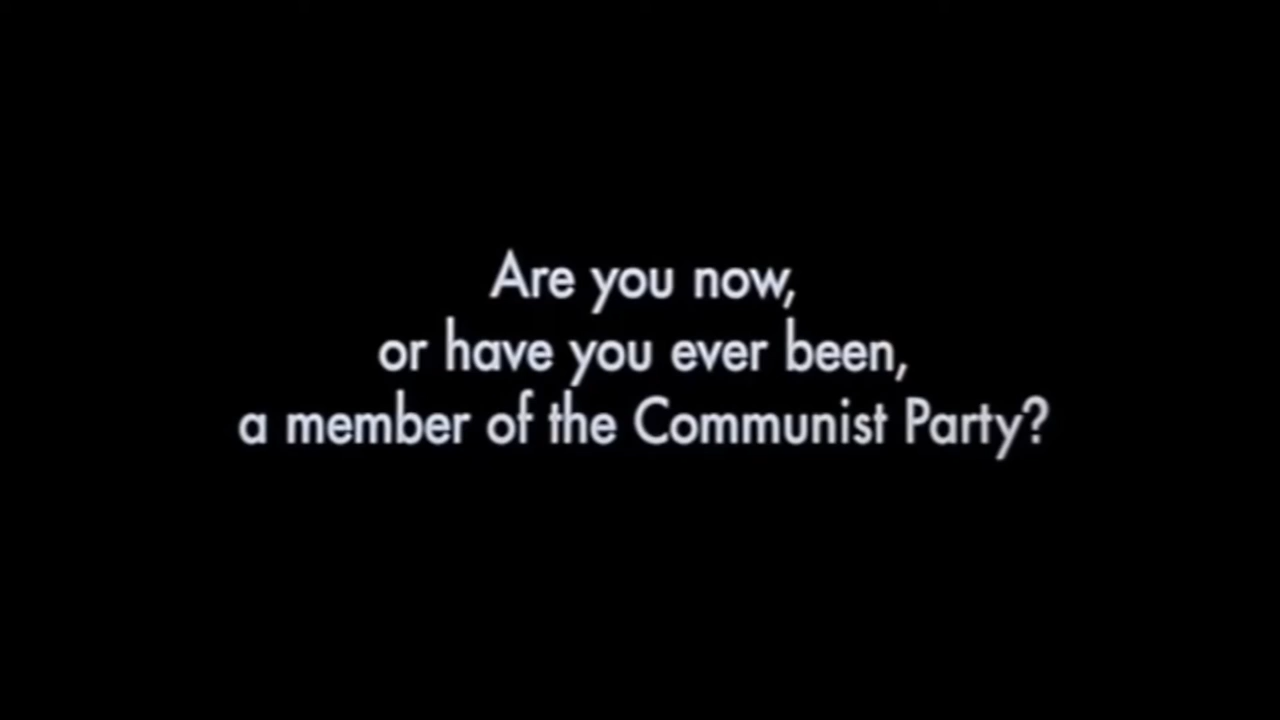 Are you now,
or have you ever been,
a member of the Communist Party?